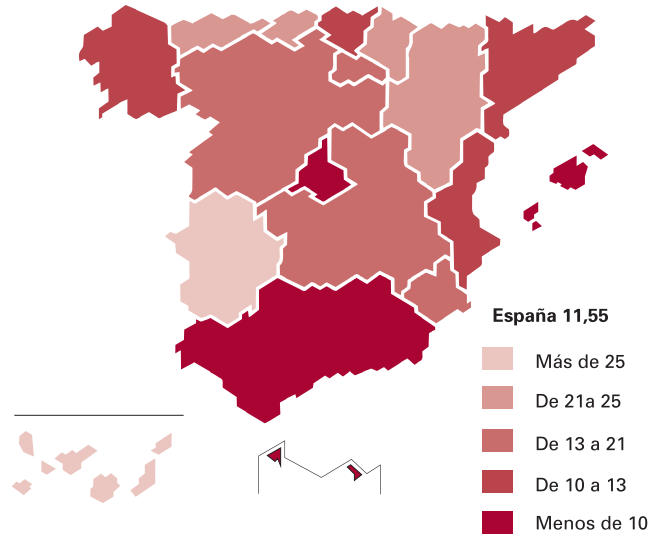 España 11,55
Más de 25
De 21a 25
De 13 a 21
De 10 a 13
Menos de 10